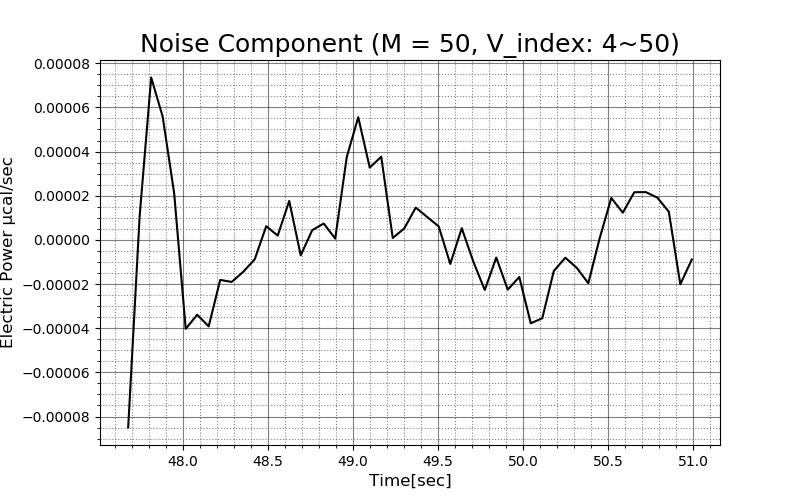 Noise Component (M = 50, V_index: 4~50)
Electric Power μcal/sec
0.00008
0.00006
0.00004
0.00002
0.00000
−0.00002
−0.00004
−0.00006
−0.00008
48.0 48.5 49.0 49.5 50.0 50.5 51.0
Time[sec]